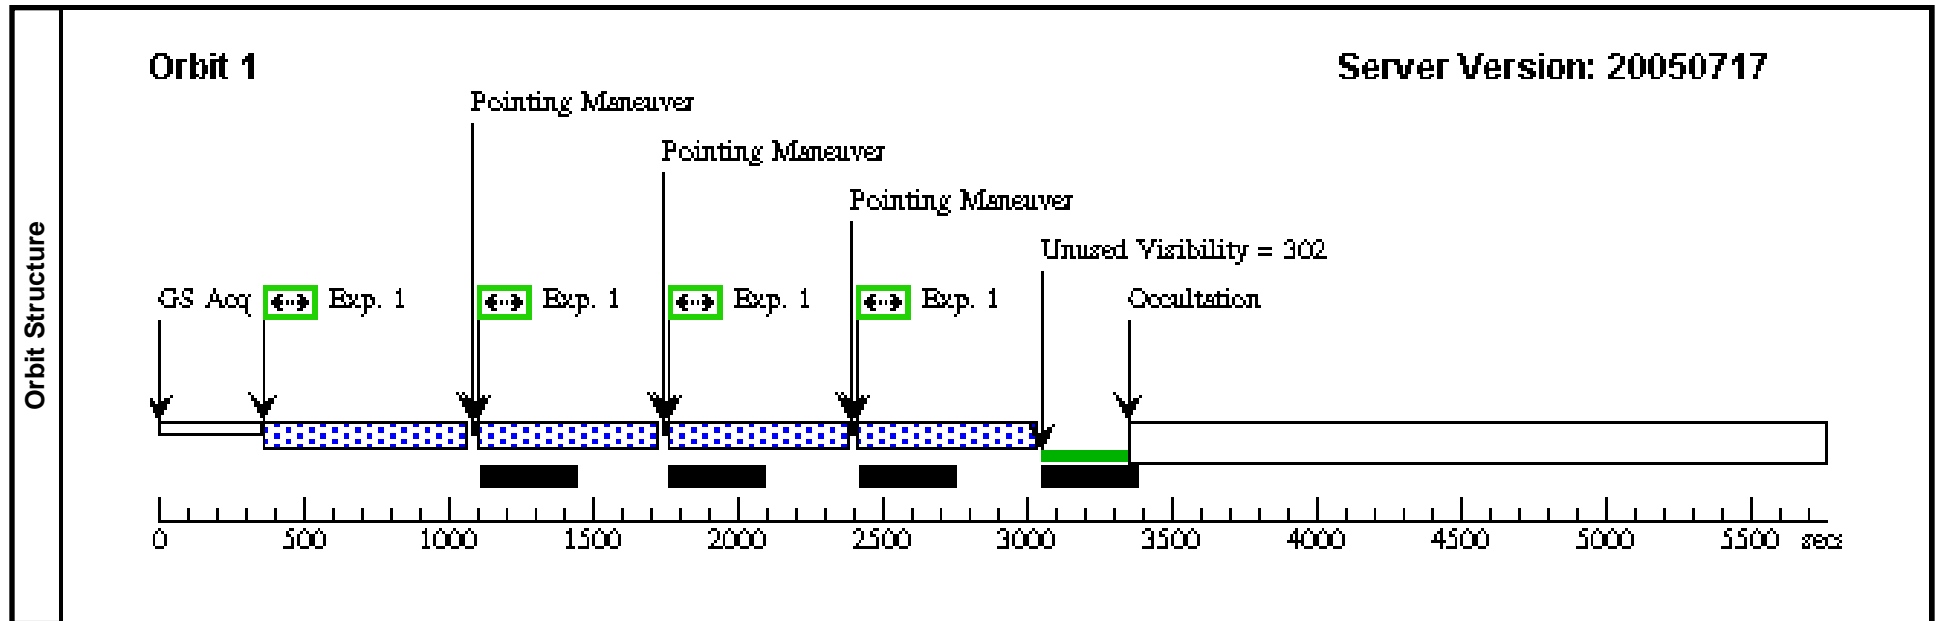 Orbit Structure
Orbit 1
Server Version: 20050717
Pointing Maneuver
Pointing Maneuver
Pointing Maneuver
Unused Visibility = 302
GS Acq Exp. 1 Exp. 1 Exp. 1 Exp. 1 Occultation
0 500 1000 1500 2000 2500 3000 3500 4000 4500 5000 5500 secs